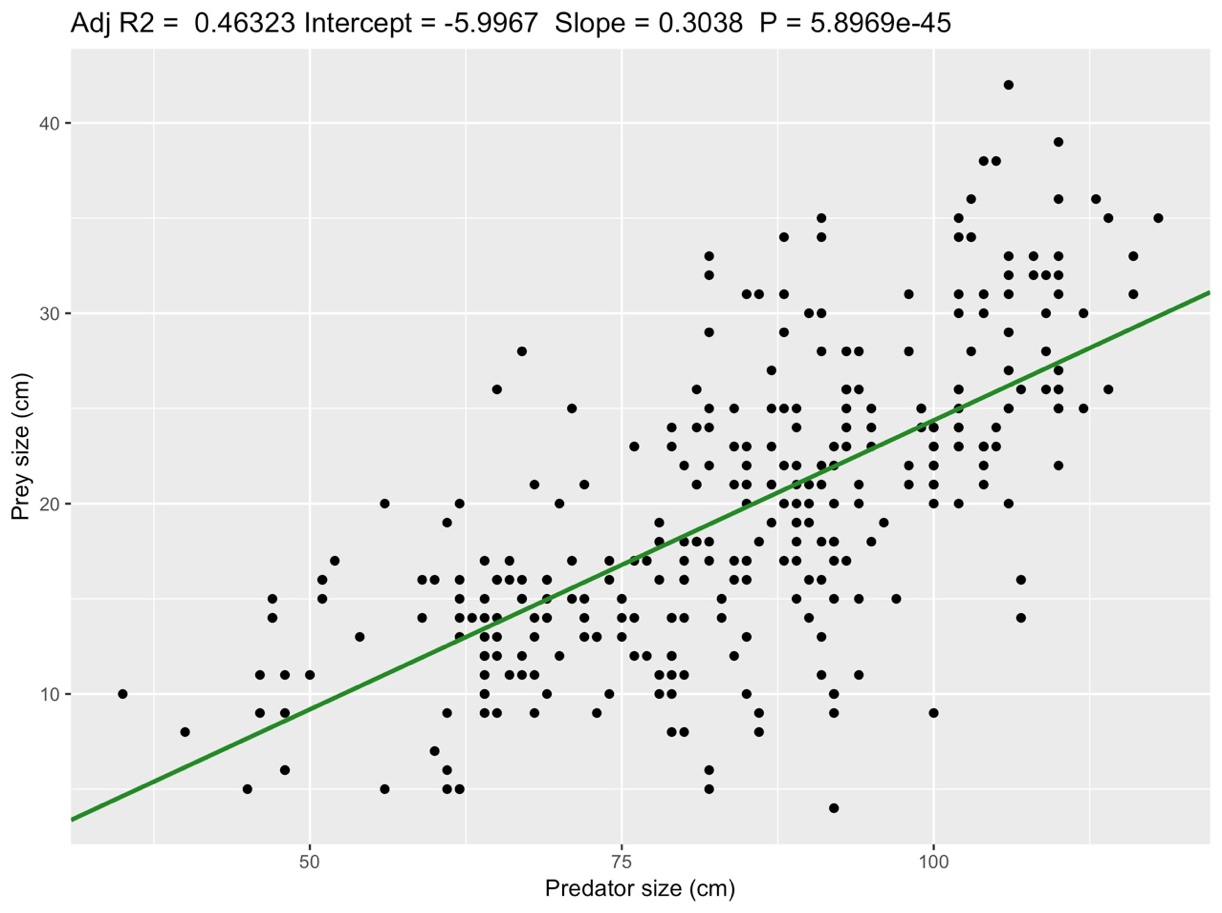 Adj R2 =  0.46323 Intercept = -5.9967  Slope = 0.3038  P = 5.8969e-45
40
30
20
10
Prey size (cm)
50 75 100
Predator size (cm)